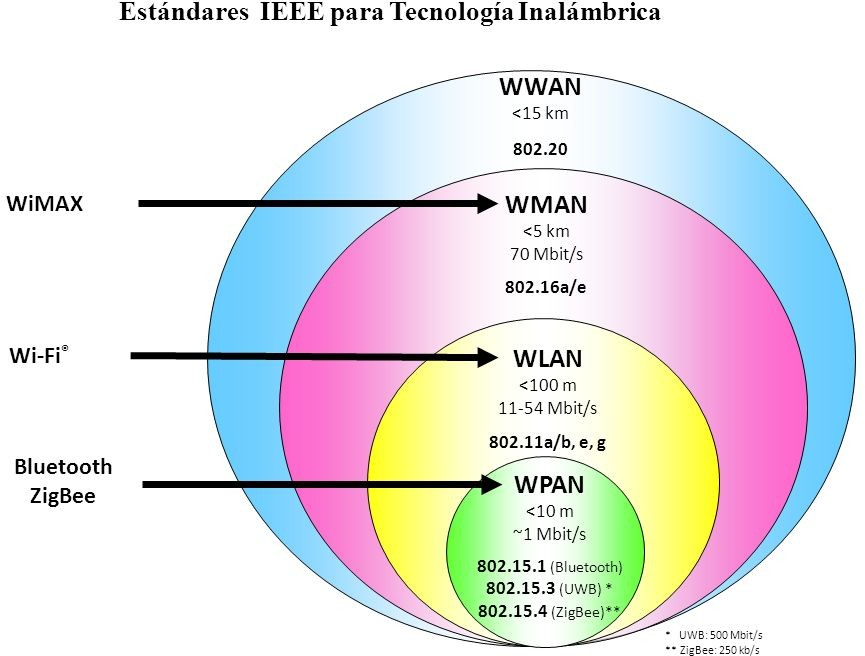 Estándares IEEE para Tecnología Inalámbrica
WWAN
<15 km
802.20
WiMAX
WMAN
<5 km
70 Mbit/s
802.16a/e
Wi-Fi®
WLAN
<100 m
11-54 Mbit/s
802.11a/b, e, g
Bluetooth
ZigBee
WPAN
<10 m
~1 Mbit/s
802.15.1 (Bluetooth)
802.15.3 (UWB) *
802.15.4 (ZigBee)**
* UWB: 500 Mbit/s
** ZigBee: 250 kb/s